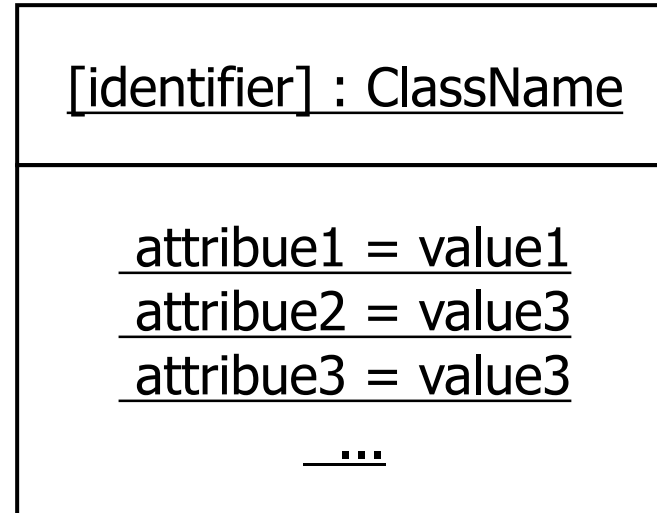 [identifier] : ClassName
attribue1 = value1
attribue2 = value3
attribue3 = value3
...